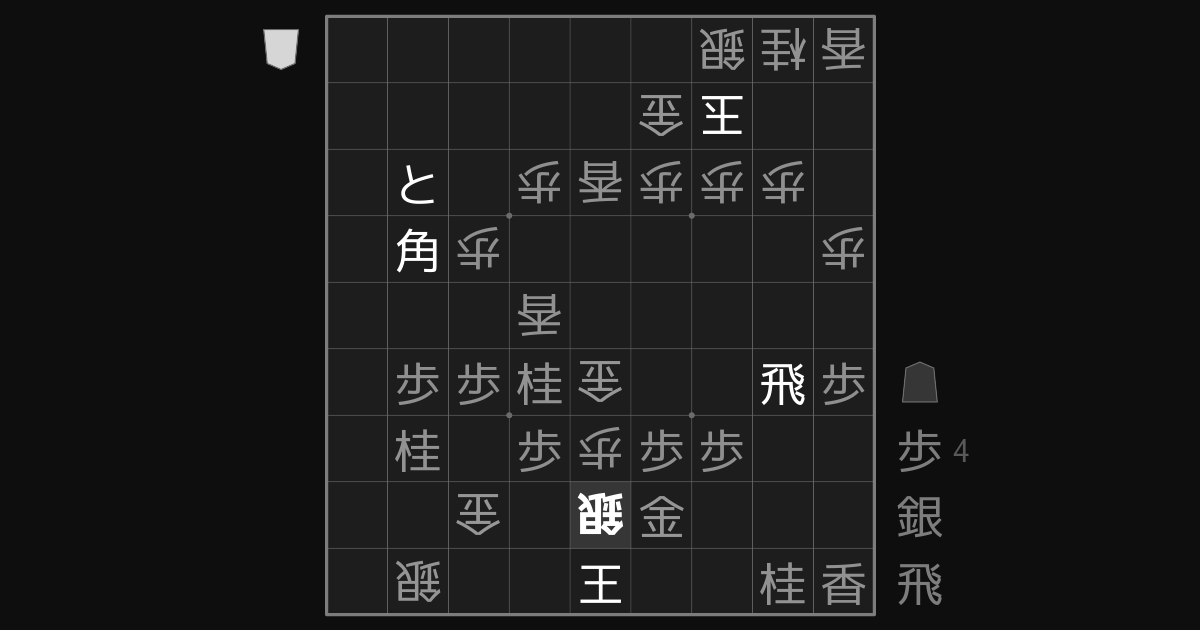 銀 桂 香
金 王
と 歩 香 歩 歩 歩
角 歩 歩
香
歩 歩 桂 金 飛 歩
桂 歩 歩 歩 歩
金 銀 金
銀 王 桂 香
歩 4
銀
飛